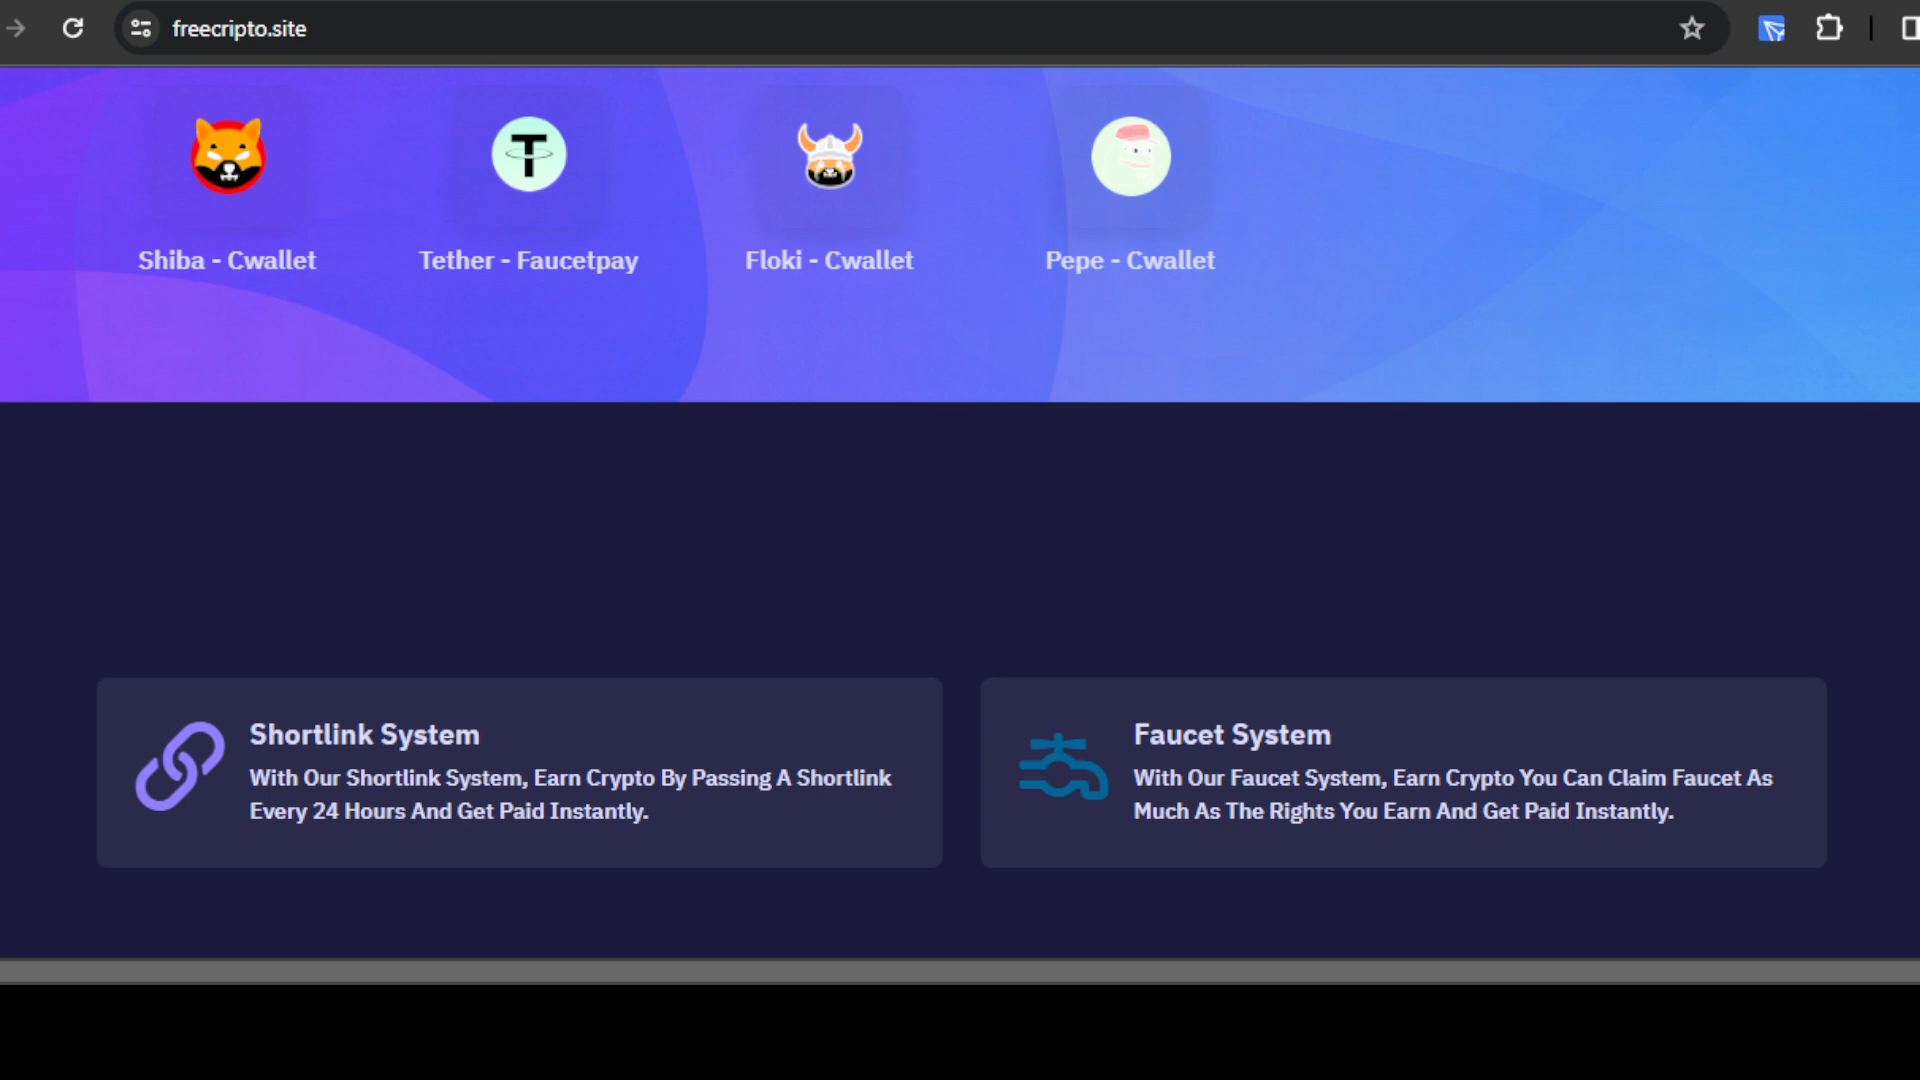 freecripto.site
Shiba - Cwallet
Tether - Faucetpay
Floki - Cwallet
Pepe - Cwallet
Shortlink System
With Our Shortlink System, Earn Crypto By Passing A Shortlink
Every 24 Hours And Get Paid Instantly.
Faucet System
With Our Faucet System, Earn Crypto You Can Claim Faucet As
Much As The Rights You Earn And Get Paid Instantly.